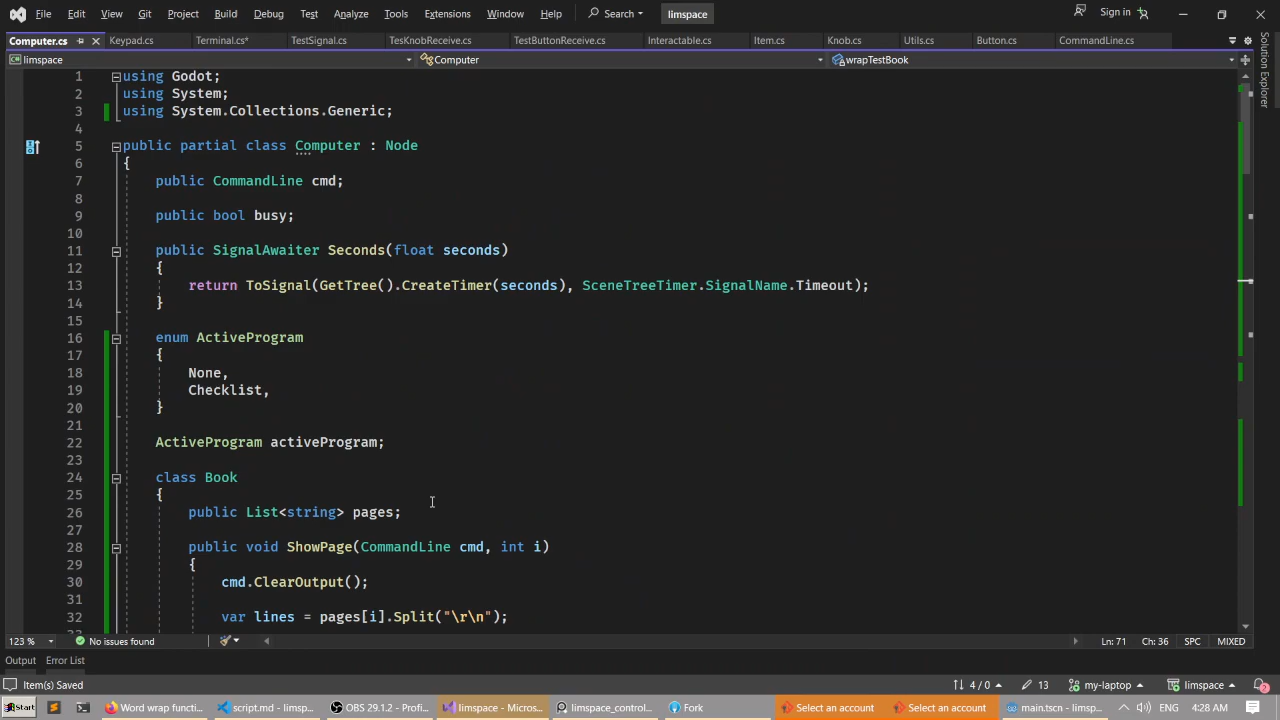 File Edit View Git Project Build Debug Test Analyze Tools Extensions Window Help Search limspace Sign in
Computer.cs Keypad.cs Terminal.cs* TestSignal.cs TesKnobReceive.cs TestButtonReceive.cs Interactable.cs Item.cs Knob.cs Utils.cs Button.cs CommandLine.cs
limspace Computer wrapTestBook
Solution Explorer
1 using Godot;
2 using System;
3 using System.Collections.Generic;
4
5 public partial class Computer : Node
6 {
7 public CommandLine cmd;
8
9 public bool busy;
10
11 public SignalAwaiter Seconds(float seconds)
12 {
13 return ToSignal(GetTree().CreateTimer(seconds), SceneTreeTimer.SignalName.Timeout);
14 }
15
16 enum ActiveProgram
17 {
18 None,
19 Checklist,
20 }
21
22 ActiveProgram activeProgram;
23
24 class Book
25 {
26 public List<string> pages;
27
28 public void ShowPage(CommandLine cmd, int i)
29 {
30 cmd.ClearOutput();
31
32 var lines = pages[i].Split("\r\n");
33
123 % No issues found Ln: 71 Ch: 36 SPC MIXED
Output Error List
Item(s) Saved 4 / 0 13 my-laptop limspace 2
Start Word wrap functi... script.md - limsp... OBS 29.1.2 - Profi... limspace - Micros... limspace_control... Fork Select an account Select an account main.tscn - limsp... ENG 4:28 AM